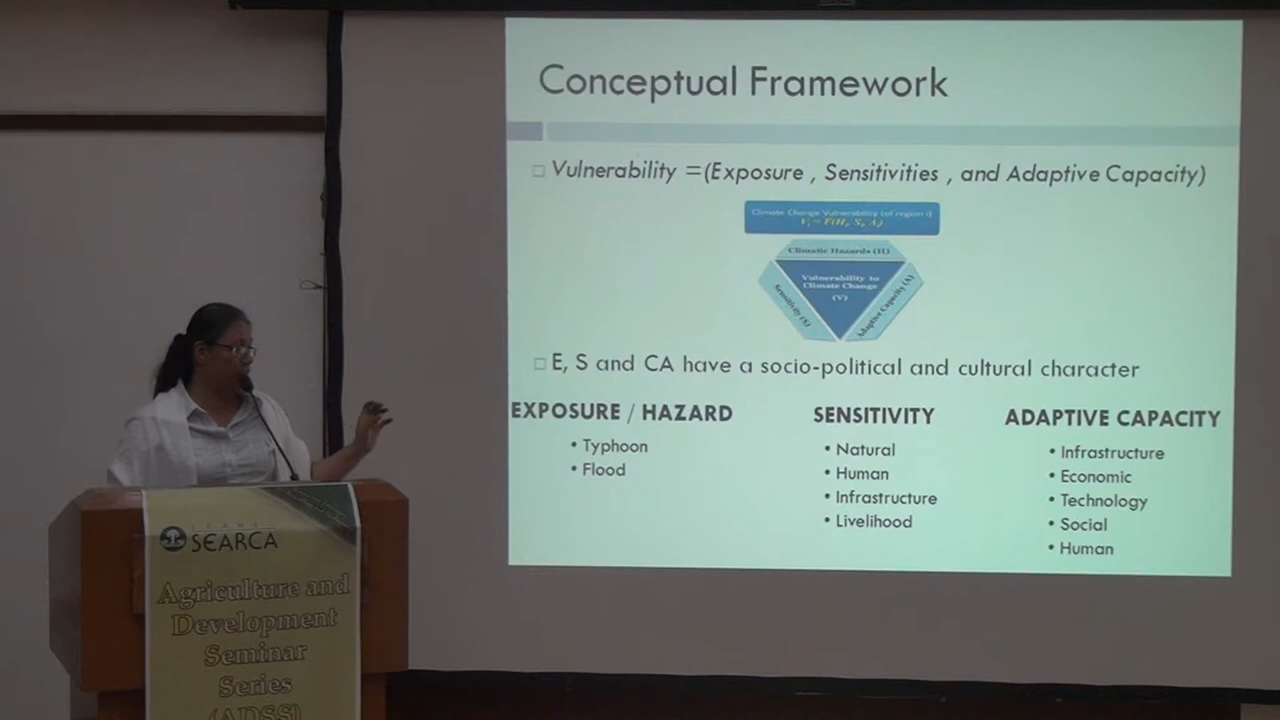 Conceptual Framework
Vulnerability =(Exposure , Sensitivities , and Adaptive Capacity)
Climate Change Vulnerability (of region i)
Climatic Hazards (H)
Vulnerability to
Climate Change
(V)
Sensitivity (S)
Adaptive Capacity (A)
E, S and CA have a socio-political and cultural character
EXPOSURE / HAZARD
• Typhoon
• Flood
SENSITIVITY
• Natural
• Human
• Infrastructure
• Livelihood
ADAPTIVE CAPACITY
• Infrastructure
• Economic
• Technology
• Social
• Human
SEARCA
Agriculture and
Development
Seminar
Series
(ADSS)